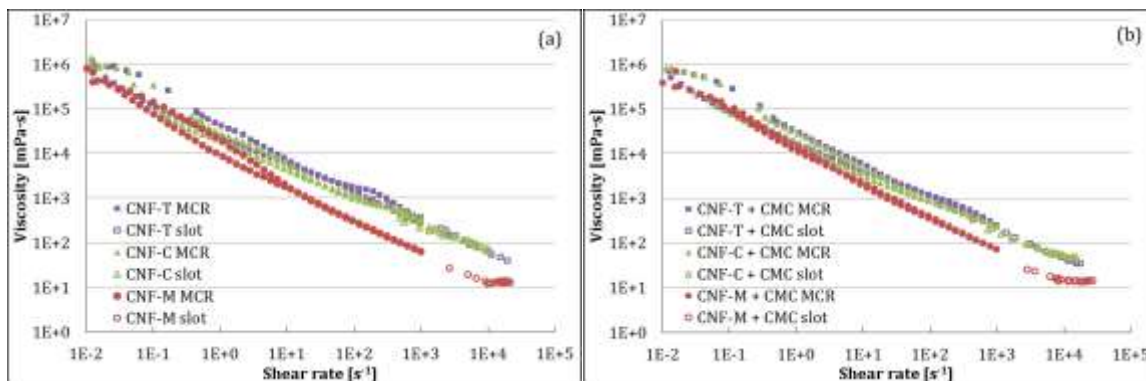 (a)
Viscosity [mPa·s]
1E+7
1E+6
1E+5
1E+4
1E+3
1E+2
1E+1
1E+0
CNF-T MCR
CNF-T slot
CNF-C MCR
CNF-C slot
CNF-M MCR
CNF-M slot
1E-2 1E-1 1E+0 1E+1 1E+2 1E+3 1E+4 1E+5
Shear rate [s⁻¹]
(b)
Viscosity [mPa·s]
1E+7
1E+6
1E+5
1E+4
1E+3
1E+2
1E+1
1E+0
CNF-T + CMC MCR
CNF-T + CMC slot
CNF-C + CMC MCR
CNF-C + CMC slot
CNF-M + CMC MCR
CNF-M + CMC slot
1E-2 1E-1 1E+0 1E+1 1E+2 1E+3 1E+4 1E+5
Shear rate [s⁻¹]